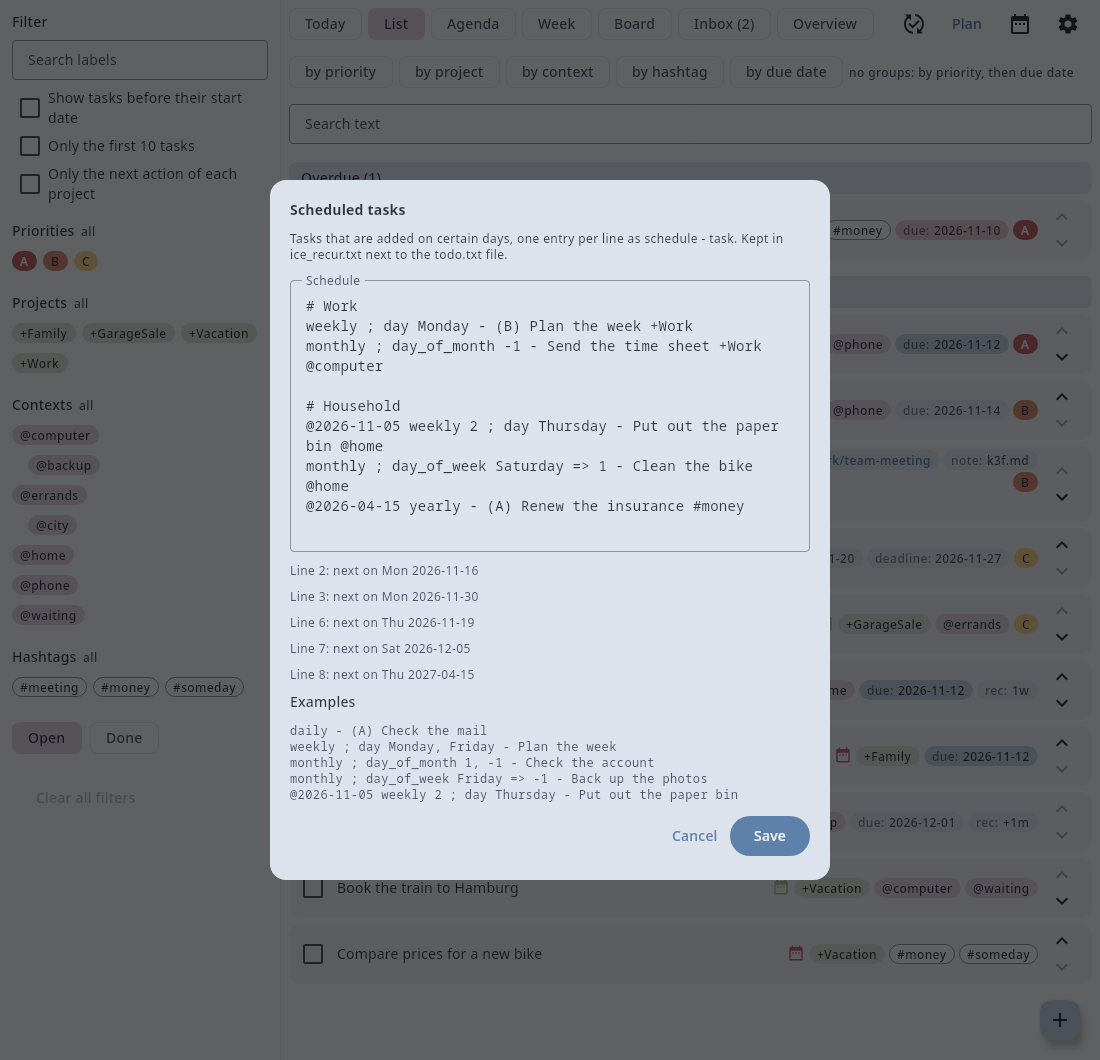 Filter
Search labels
Show tasks before their start
date
Only the first 10 tasks
Only the next action of each
project
Priorities all
A B C
Projects all
+Family +GarageSale +Vacation
+Work
Contexts all
@computer
@backup
@errands
@city
@home
@phone
@waiting
Hashtags all
#meeting #money #someday
Open Done
Clear all filters
Today List Agenda Week Board Inbox (2) Overview Plan
by priority by project by context by hashtag by due date no groups: by priority, then due date
Search text
Overdue (1)
#money due: 2026-11-10 A
@phone due: 2026-11-12 A
@phone due: 2026-11-14 B
/team-meeting note: k3f.md
B
deadline: 2026-11-27 C
+GarageSale @errands C
due: 2026-11-12 rec: 1w
+Family due: 2026-11-12
due: 2026-12-01 rec: +1m
Book the train to Hamburg +Vacation @computer @waiting
Compare prices for a new bike +Vacation #money #someday
Scheduled tasks
Tasks that are added on certain days, one entry per line as schedule - task. Kept in
ice_recur.txt next to the todo.txt file.
Schedule
# Work
weekly ; day Monday - (B) Plan the week +Work
monthly ; day_of_month -1 - Send the time sheet +Work
@computer
# Household
@2026-11-05 weekly 2 ; day Thursday - Put out the paper
bin @home
monthly ; day_of_week Saturday => 1 - Clean the bike
@home
@2026-04-15 yearly - (A) Renew the insurance #money
Line 2: next on Mon 2026-11-16
Line 3: next on Mon 2026-11-30
Line 6: next on Thu 2026-11-19
Line 7: next on Sat 2026-12-05
Line 8: next on Thu 2027-04-15
Examples
daily - (A) Check the mail
weekly ; day Monday, Friday - Plan the week
monthly ; day_of_month 1, -1 - Check the account
monthly ; day_of_week Friday => -1 - Back up the photos
@2026-11-05 weekly 2 ; day Thursday - Put out the paper bin
Cancel Save